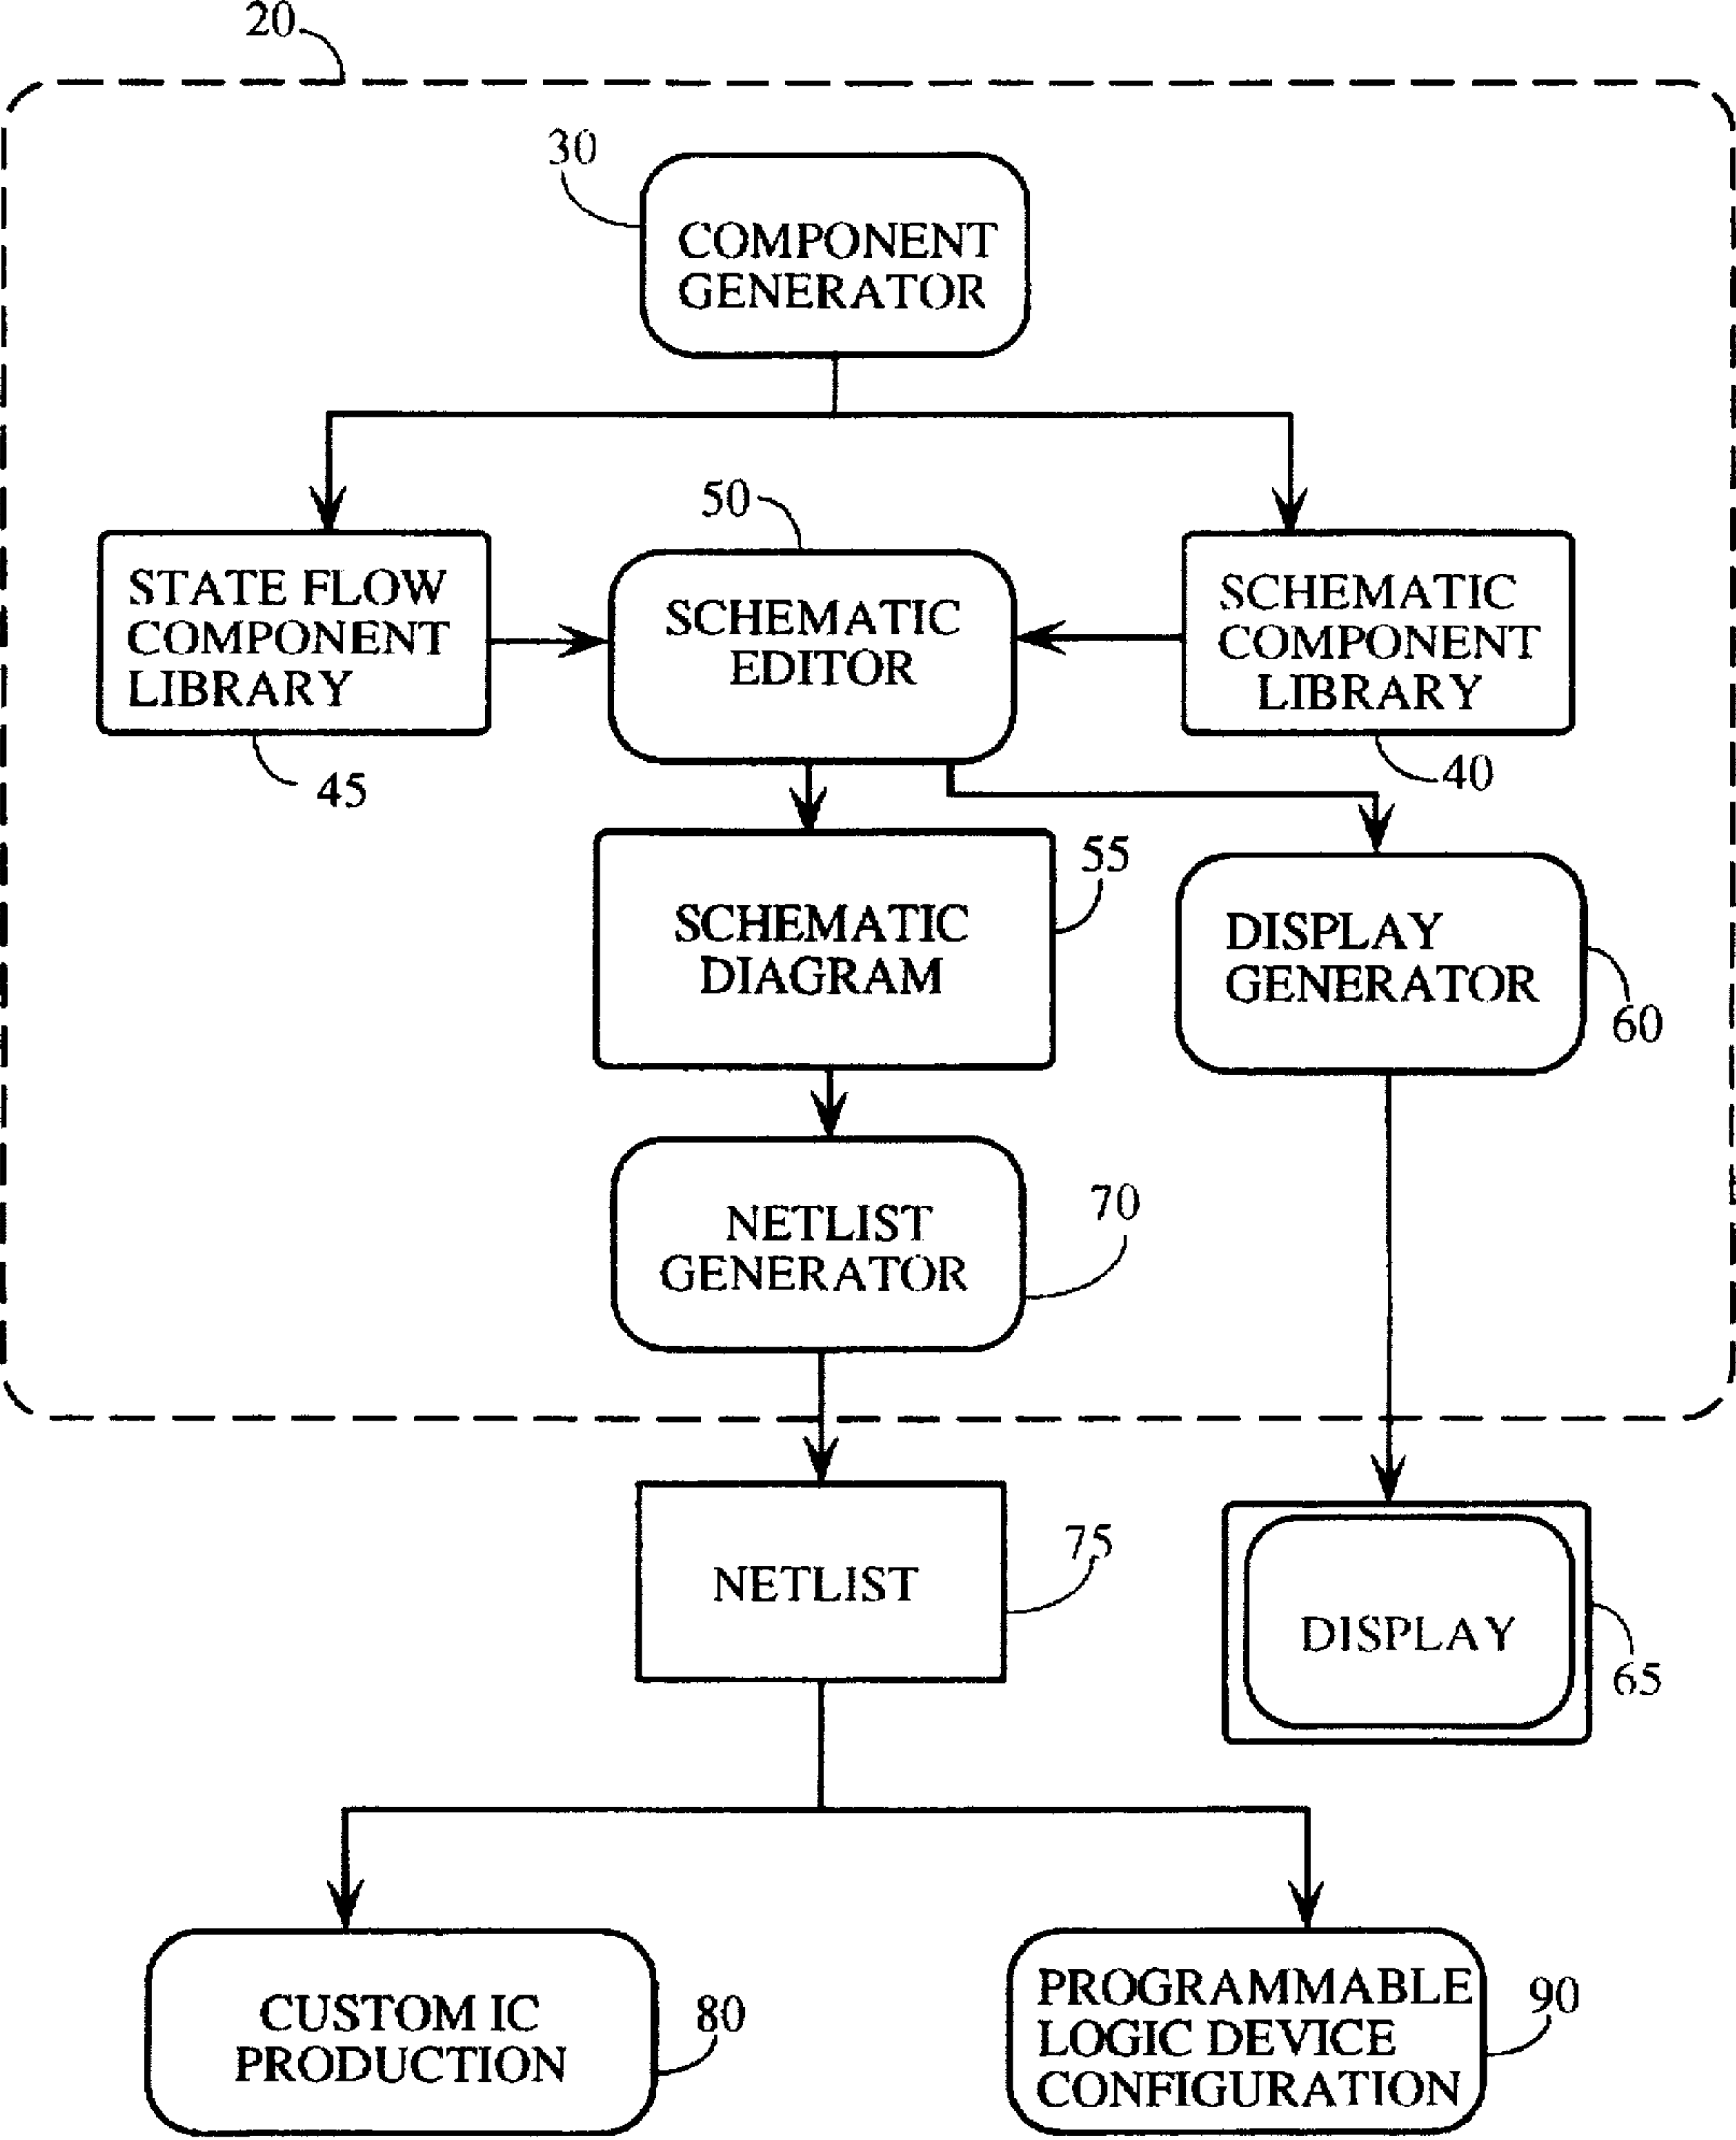 20
30
COMPONENT
GENERATOR
50
STATE FLOW
COMPONENT
LIBRARY
SCHEMATIC
EDITOR
SCHEMATIC
COMPONENT
LIBRARY
45
40
55
SCHEMATIC
DIAGRAM
DISPLAY
GENERATOR
60
70
NETLIST
GENERATOR
75
NETLIST
DISPLAY
65
CUSTOM IC
PRODUCTION
80
PROGRAMMABLE
LOGIC DEVICE
CONFIGURATION
90